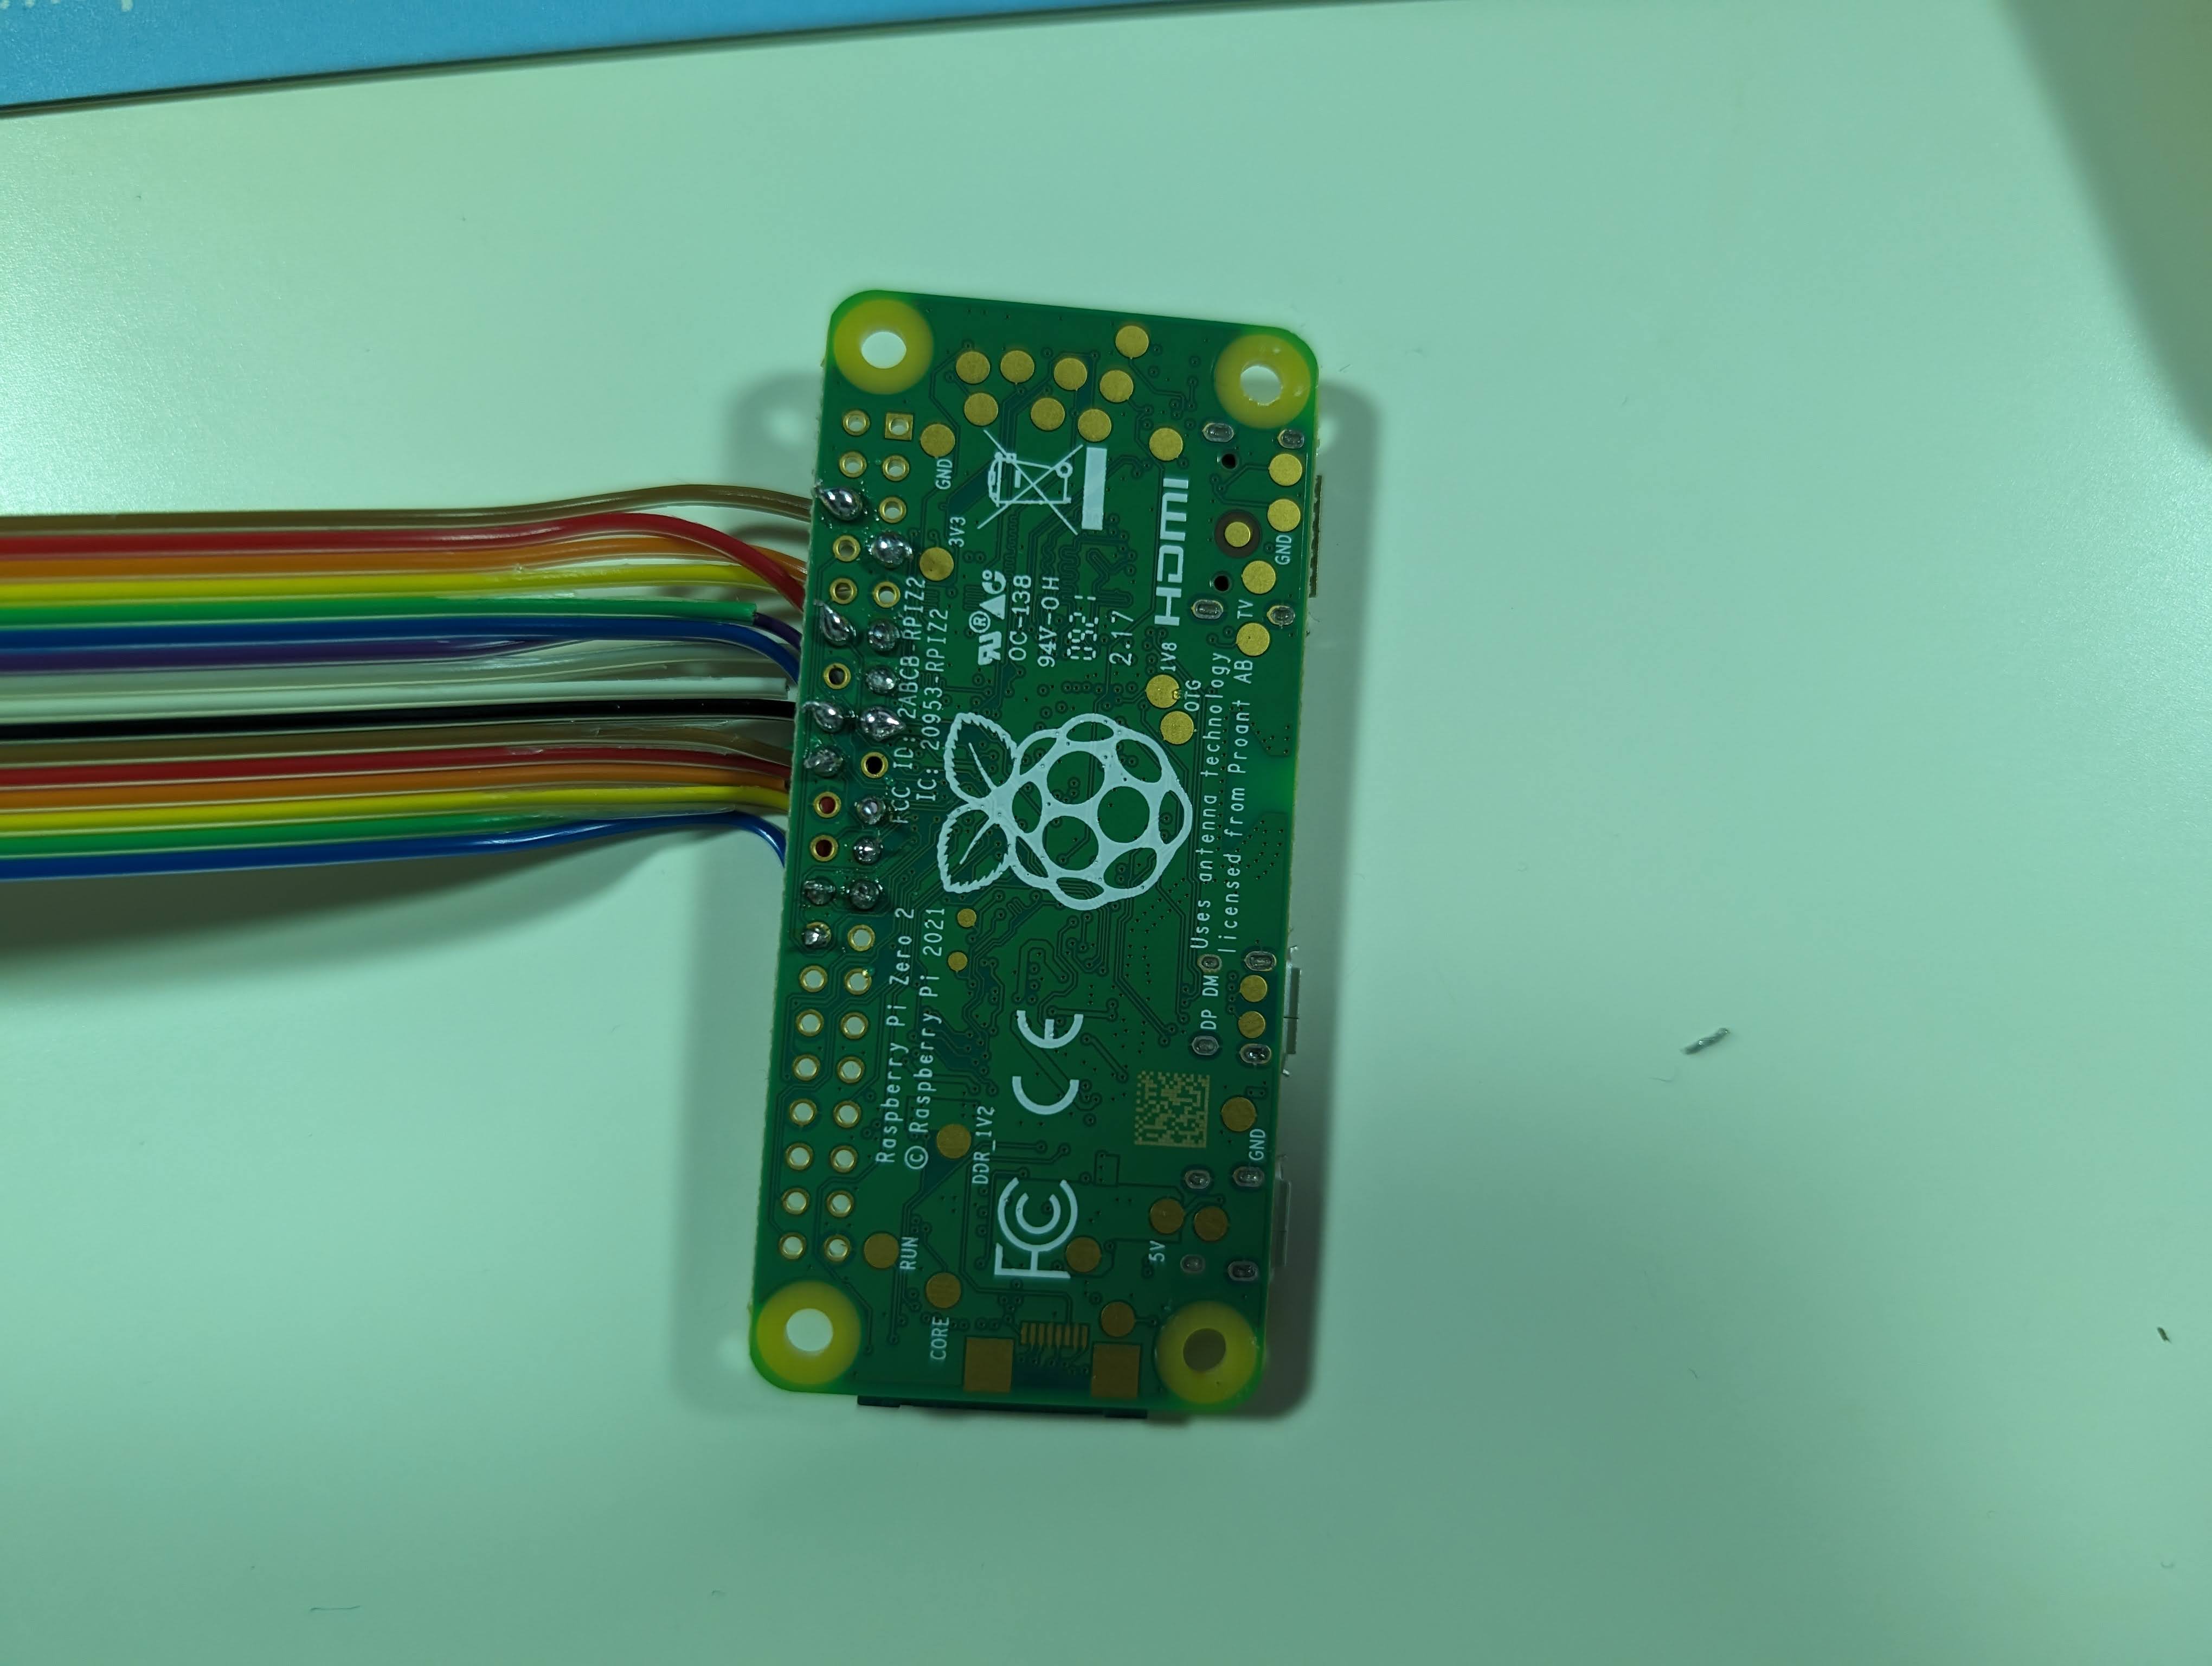 GND
3V3
HDMI
GND
TV
FCC ID: 2ABCB-RPIZ2
IC: 20953-RPIZ2
OC-138
94V-0H
2.17
1V8
OTG
Uses antenna technology
licensed from Proant AB
Raspberry Pi Zero 2
© Raspberry Pi 2021
DP DM
DDR_1V2
CE
FC
GND
RUN
5V
CORE